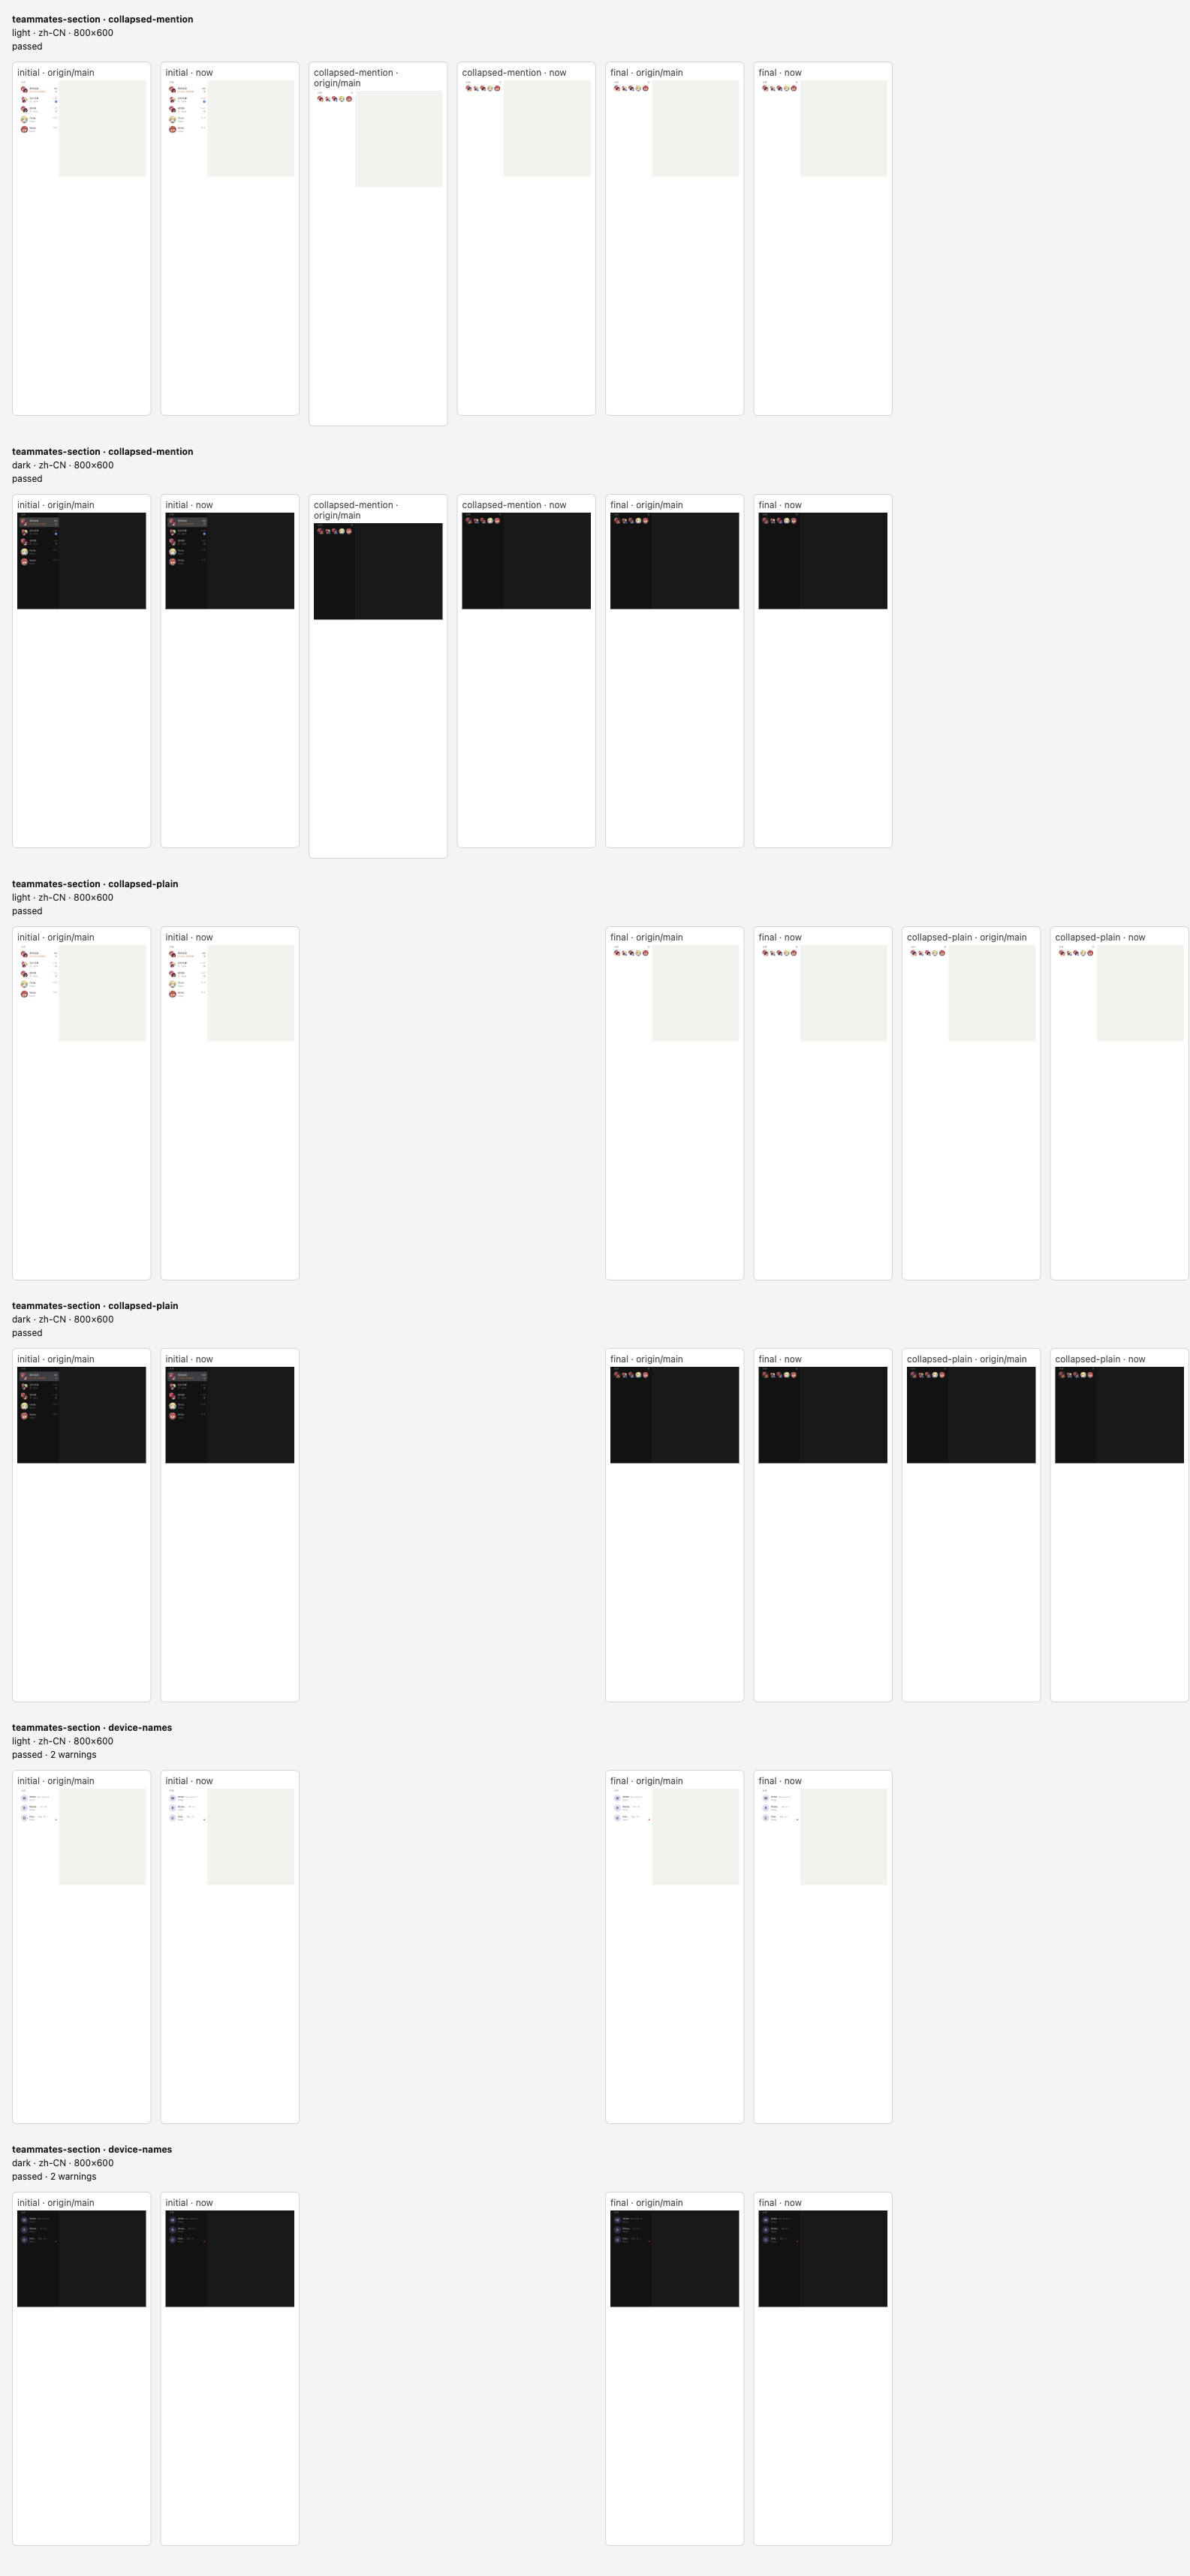 teammates-section · collapsed-mention
light · zh-CN · 800×600
passed
initial · origin/main
initial · now
collapsed-mention ·
origin/main
collapsed-mention · now
final · origin/main
final · now
teammates-section · collapsed-mention
dark · zh-CN · 800×600
passed
initial · origin/main
initial · now
collapsed-mention ·
origin/main
collapsed-mention · now
final · origin/main
final · now
teammates-section · collapsed-plain
light · zh-CN · 800×600
passed
initial · origin/main
initial · now
final · origin/main
final · now
collapsed-plain · origin/main
collapsed-plain · now
teammates-section · collapsed-plain
dark · zh-CN · 800×600
passed
initial · origin/main
initial · now
final · origin/main
final · now
collapsed-plain · origin/main
collapsed-plain · now
teammates-section · device-names
light · zh-CN · 800×600
passed · 2 warnings
initial · origin/main
initial · now
final · origin/main
final · now
teammates-section · device-names
dark · zh-CN · 800×600
passed · 2 warnings
initial · origin/main
initial · now
final · origin/main
final · now